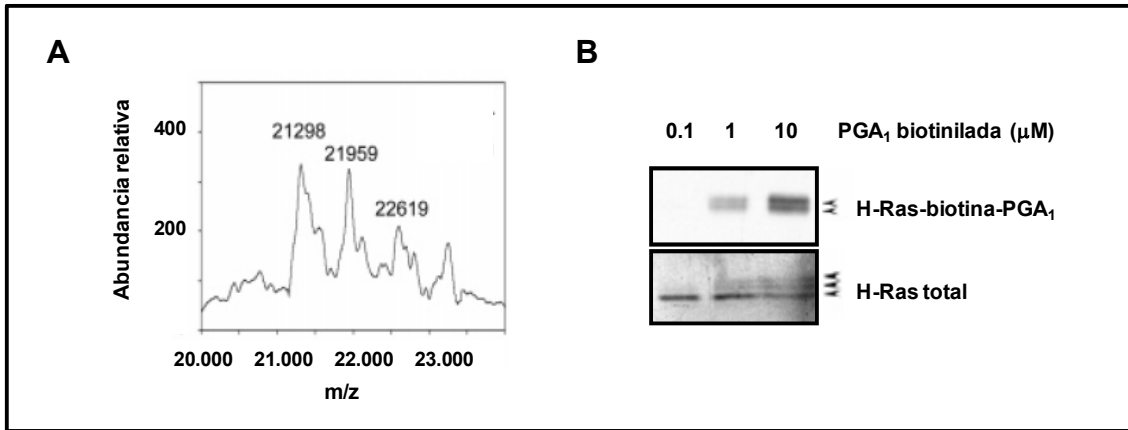 A
Abundancia relativa
400
200
21298
21959
22619
20.000 21.000 22.000 23.000
m/z
B
0.1 1 10 PGA₁ biotinilada (μM)
H-Ras-biotina-PGA₁
H-Ras total